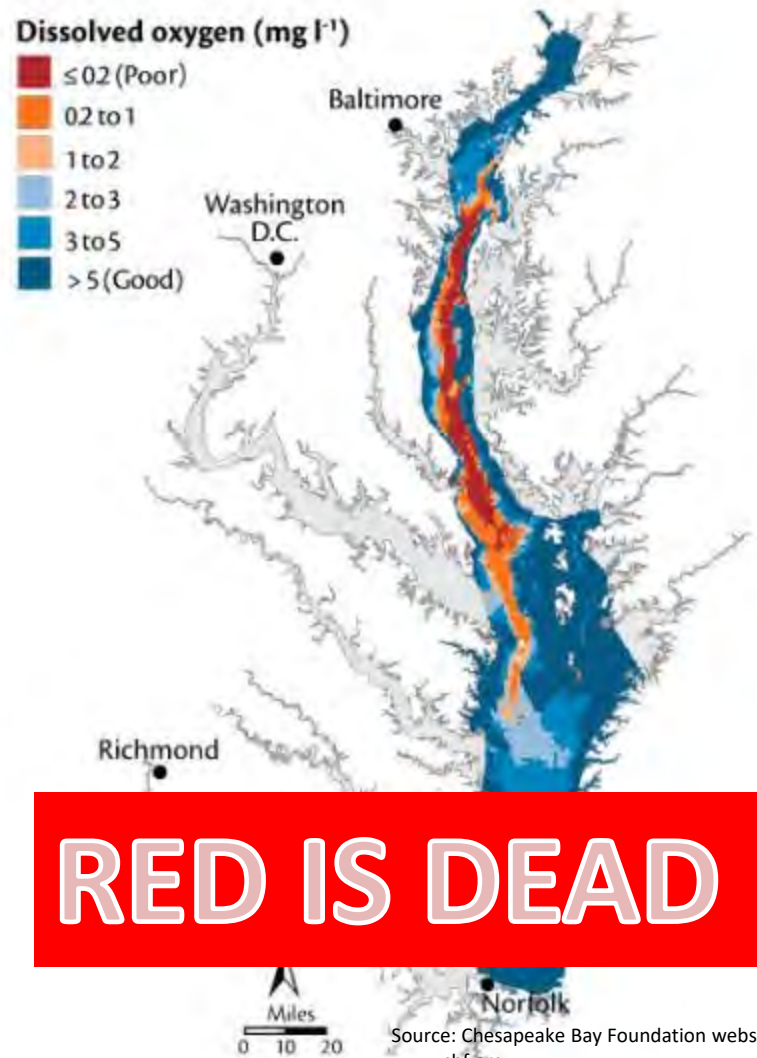 Dissolved oxygen (mg l⁻¹)
≤ 02 (Poor)
02 to 1
1 to 2
2 to 3
3 to 5
> 5 (Good)
Baltimore
Washington
D.C.
Richmond
RED IS DEAD
Norfolk
Miles
0 10 20
Source: Chesapeake Bay Foundation webs